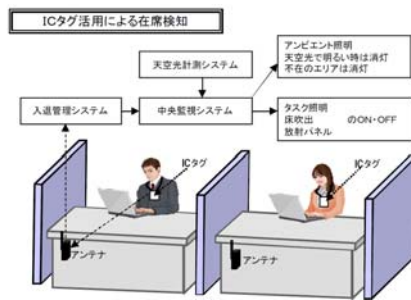 ICタグ活用による在席検知
天空光計測システム
アンビエント照明
天空光で明るい時は消灯
不在のエリアは消灯
入退管理システム
中央監視システム
タスク照明
床吹出 のON・OFF
放射パネル
ICタグ
ICタグ
アンテナ
アンテナ